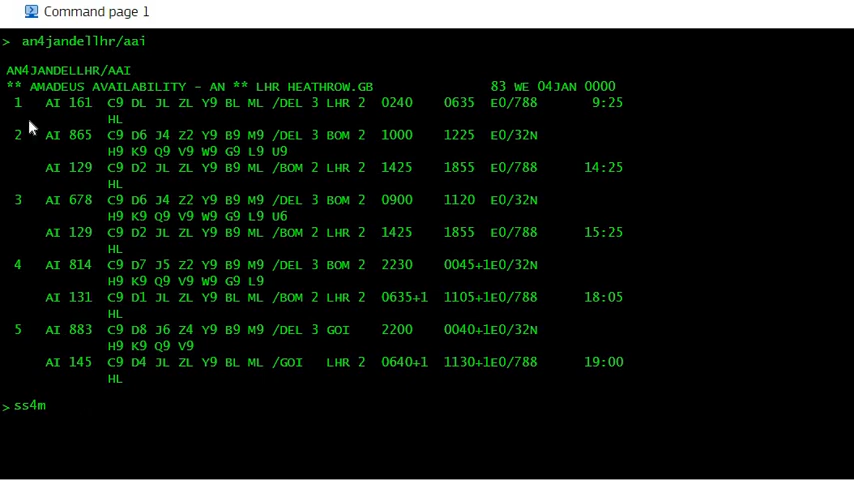 Command page 1
> an4jandellhr/aai
AN4JANDELLHR/AAI
** AMADEUS AVAILABILITY - AN ** LHR HEATHROW.GB 83 WE 04JAN 0000
1 AI 161 C9 DL JL ZL Y9 BL ML /DEL 3 LHR 2 0240 0635 E0/788 9:25
HL
2 AI 865 C9 D6 J4 Z2 Y9 B9 M9 /DEL 3 BOM 2 1000 1225 E0/32N
H9 K9 Q9 V9 W9 G9 L9 U9
AI 129 C9 D2 JL ZL Y9 BL ML /BOM 2 LHR 2 1425 1855 E0/788 14:25
HL
3 AI 678 C9 D6 J4 Z2 Y9 B9 M9 /DEL 3 BOM 2 0900 1120 E0/32N
H9 K9 Q9 V9 W9 G9 L9 U6
AI 129 C9 D2 JL ZL Y9 BL ML /BOM 2 LHR 2 1425 1855 E0/788 15:25
HL
4 AI 814 C9 D7 J5 Z2 Y9 B9 M9 /DEL 3 BOM 2 2230 0045+1E0/32N
H9 K9 Q9 V9 W9 G9 L9
AI 131 C9 D1 JL ZL Y9 BL ML /BOM 2 LHR 2 0635+1 1105+1E0/788 18:05
HL
5 AI 883 C9 D8 J6 Z4 Y9 B9 M9 /DEL 3 GOI 2200 0040+1E0/32N
H9 K9 Q9 V9
AI 145 C9 D4 JL ZL Y9 BL ML /GOI LHR 2 0640+1 1130+1E0/788 19:00
HL
> ss4m